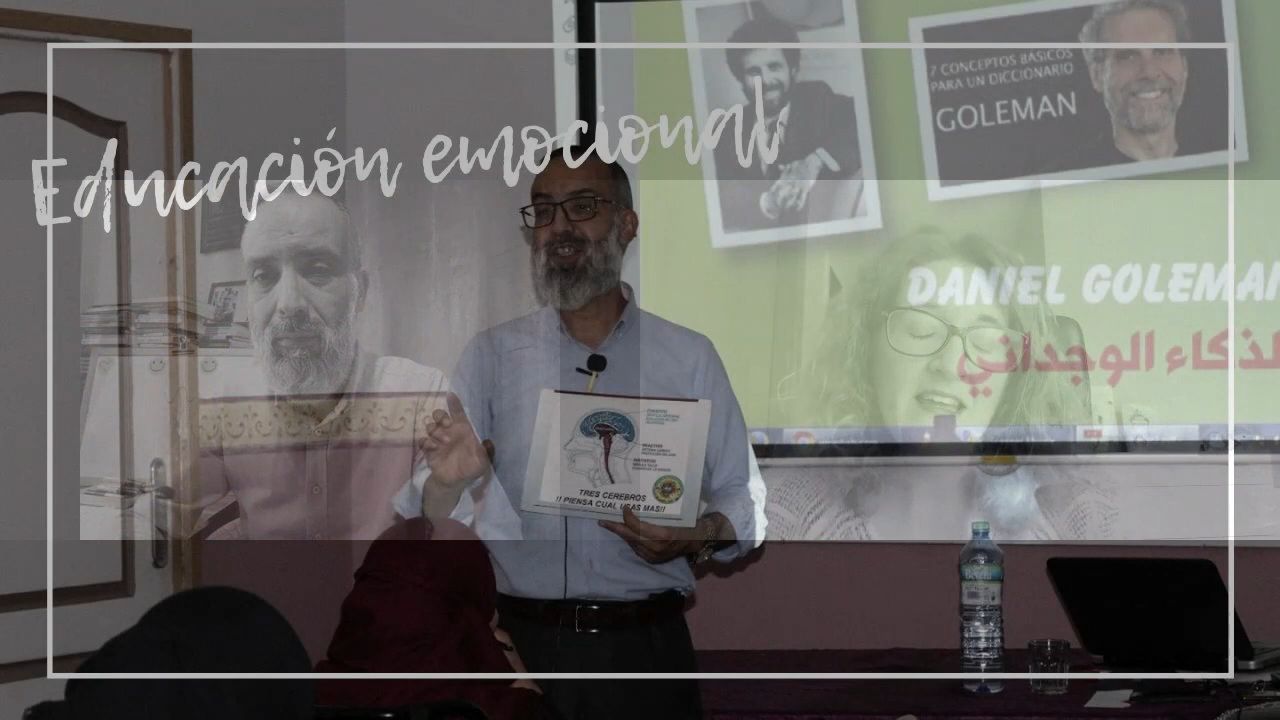 Educación emocional
7 CONCEPTOS BÁSICOS
PARA UN DICCIONARIO
GOLEMAN
DANIEL GOLEMAN
الذكاء الوجداني
TRES CEREBROS
!! PIENSA CUAL USAS MAS!!